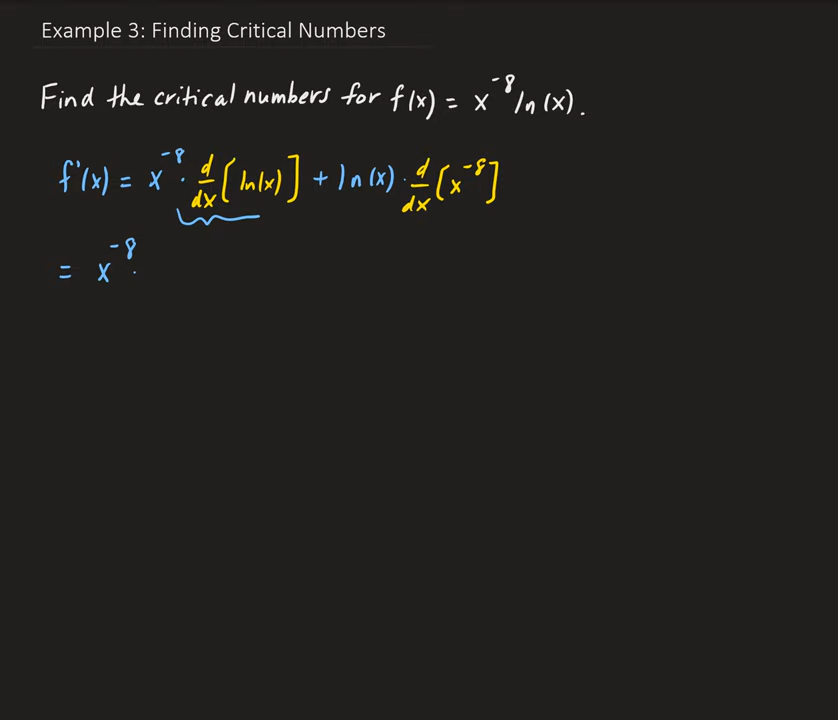 Example 3: Finding Critical Numbers
Find the critical numbers for f(x) = x⁻⁸ ln(x).
f'(x) = x⁻⁸ · d/dx [ln(x)] + ln(x) · d/dx [x⁻⁸]
= x⁻⁸ ·